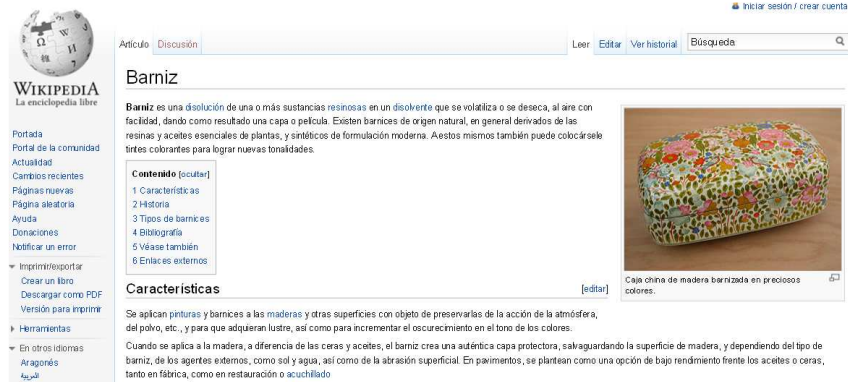 Iniciar sesión / crear cuenta
Artículo Discusión
Leer Editar Ver historial Búsqueda
WIKIPEDIA
La enciclopedia libre
Portada
Portal de la comunidad
Actualidad
Cambios recientes
Páginas nuevas
Página aleatoria
Ayuda
Donaciones
Notificar un error
Imprimir/exportar
Crear un libro
Descargar como PDF
Versión para imprimir
Herramientas
En otros idiomas
Aragonés
العربية
Barniz
Barniz es una disolución de una o más sustancias resinosas en un disolvente que se volatiliza o se deseca, al aire con
facilidad, dando como resultado una capa o película. Existen barnices de origen natural, en general derivados de las
resinas y aceites esenciales de plantas, y sintéticos de formulación moderna. A estos mismos también puede colocársele
tintes colorantes para lograr nuevas tonalidades.
Contenido [ocultar]
1 Características
2 Historia
3 Tipos de barnices
4 Bibliografía
5 Véase también
6 Enlaces externos
Caja china de madera barnizada en preciosos
colores.
Características [editar]
Se aplican pinturas y barnices a las maderas y otras superficies con objeto de preservarlas de la acción de la atmósfera,
del polvo, etc., y para que adquieran lustre, así como para incrementar el oscurecimiento en el tono de los colores.
Cuando se aplica a la madera, a diferencia de las ceras y aceites, el barniz crea una auténtica capa protectora, salvaguardando la superficie de madera, y dependiendo del tipo de
barniz, de los agentes externos, como sol y agua, así como de la abrasión superficial. En pavimentos, se plantean como una opción de bajo rendimiento frente los aceites o ceras,
tanto en fábrica, como en restauración o acuchillado